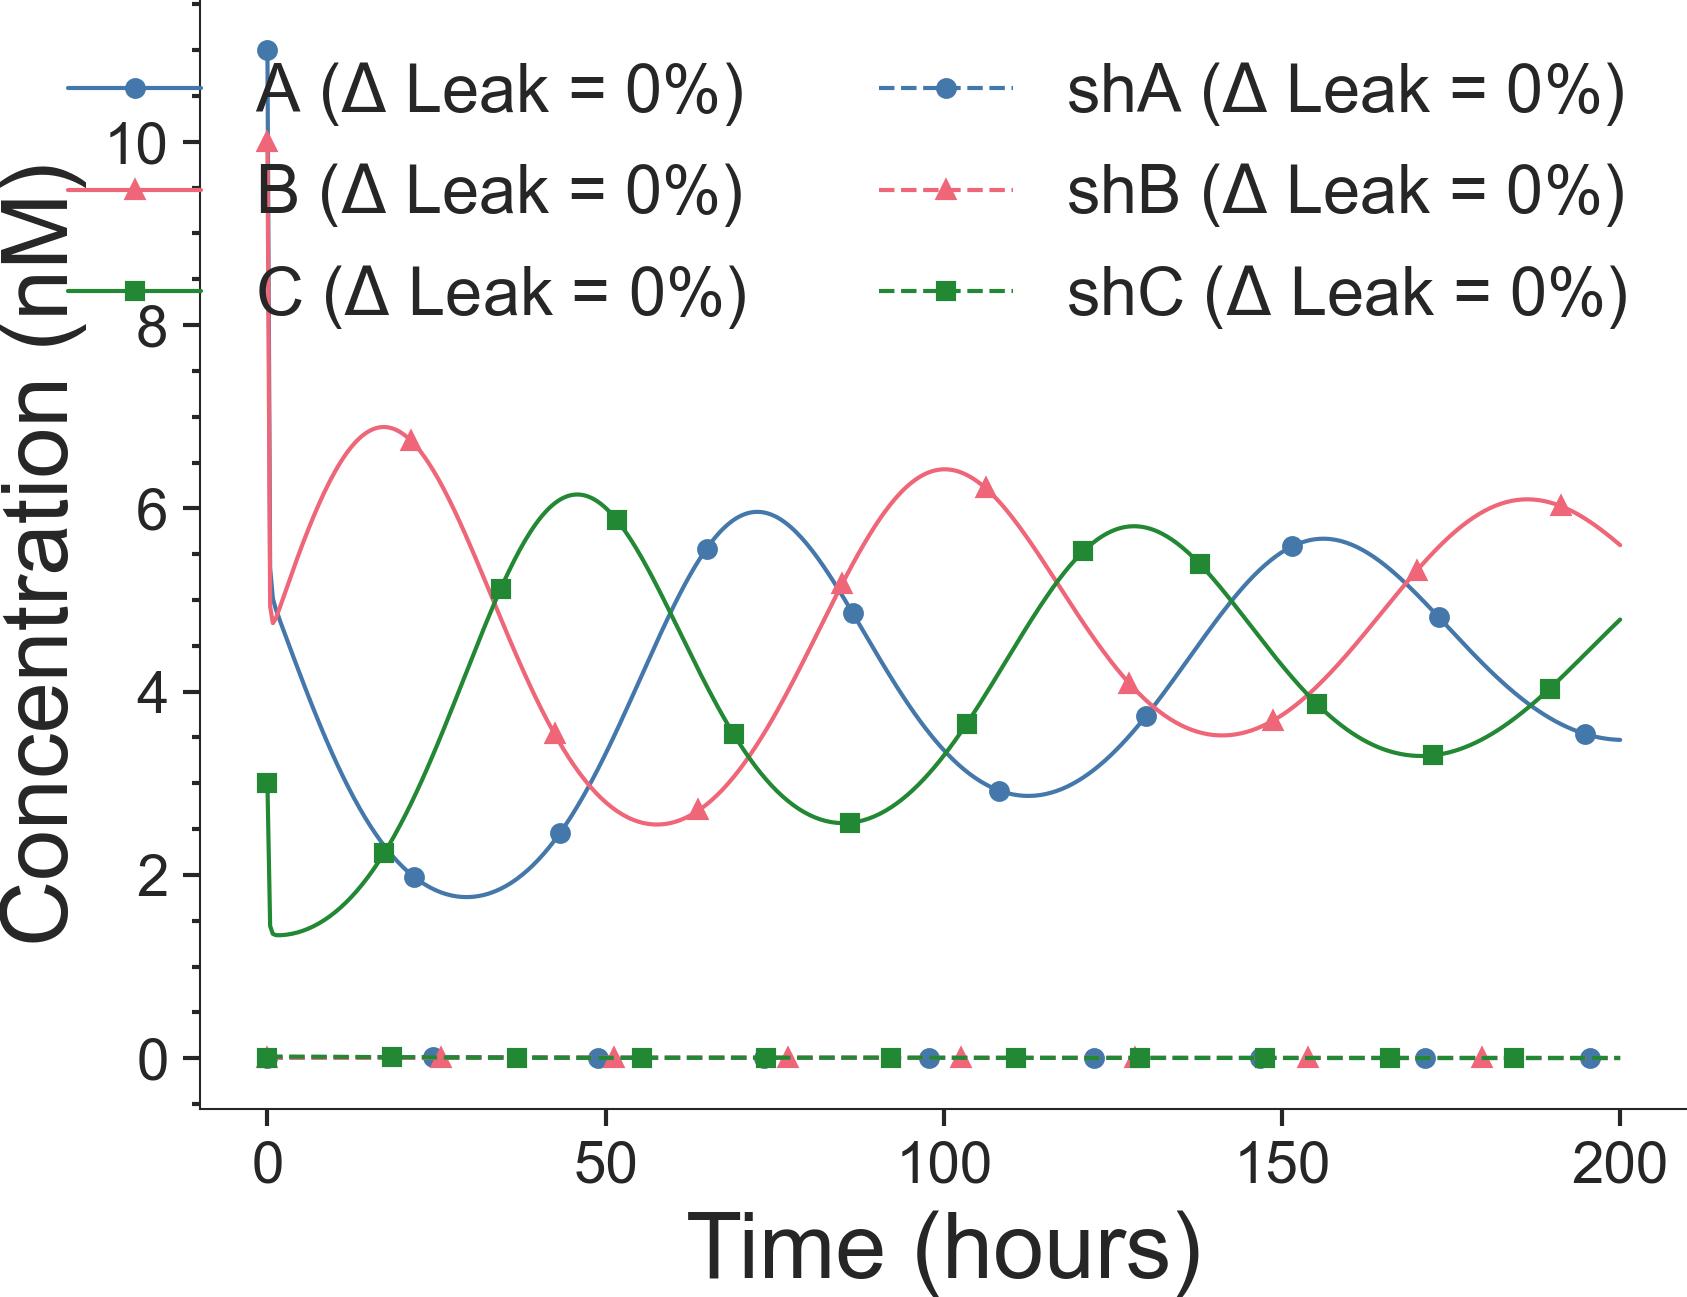 A (Δ Leak = 0%)
B (Δ Leak = 0%)
C (Δ Leak = 0%)
shA (Δ Leak = 0%)
shB (Δ Leak = 0%)
shC (Δ Leak = 0%)
Concentration (nM)
10
8
6
4
2
0
0 50 100 150 200
Time (hours)